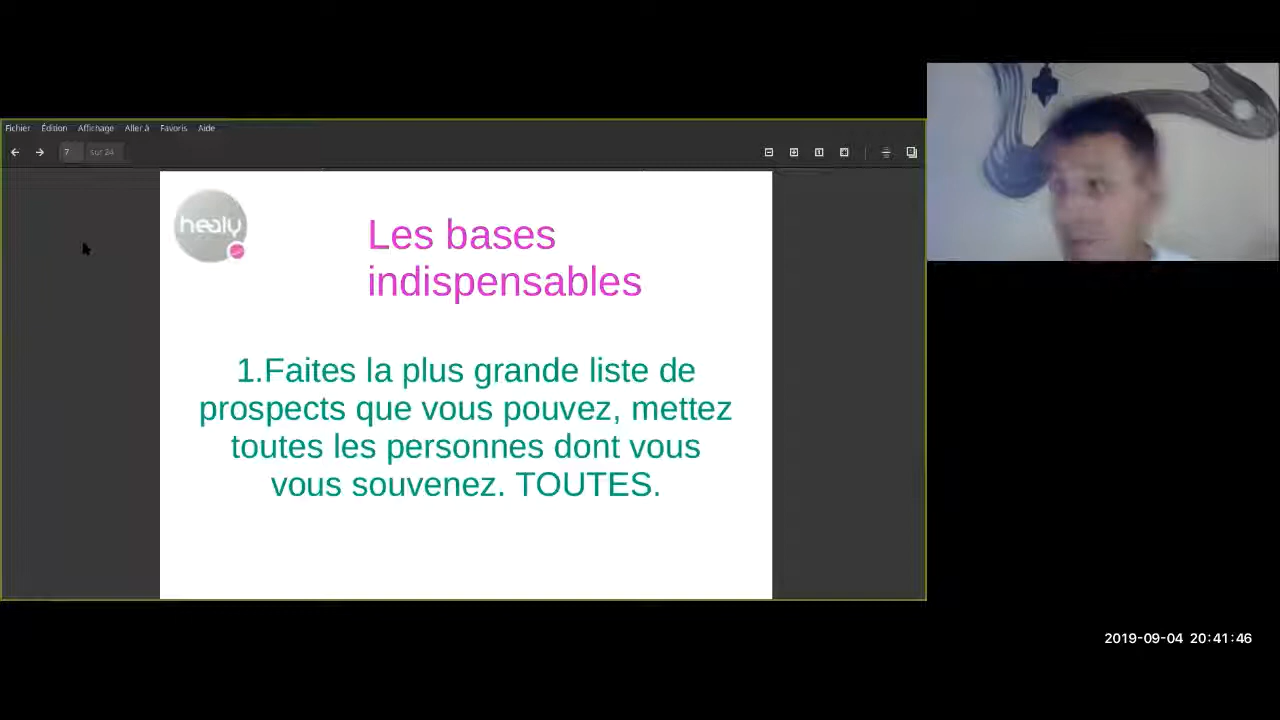 Fichier Édition Affichage Aller à Favoris Aide
7 sur 24
healy
Les bases
indispensables
1.Faites la plus grande liste de
prospects que vous pouvez, mettez
toutes les personnes dont vous
vous souvenez. TOUTES.
2019-09-04 20:41:46